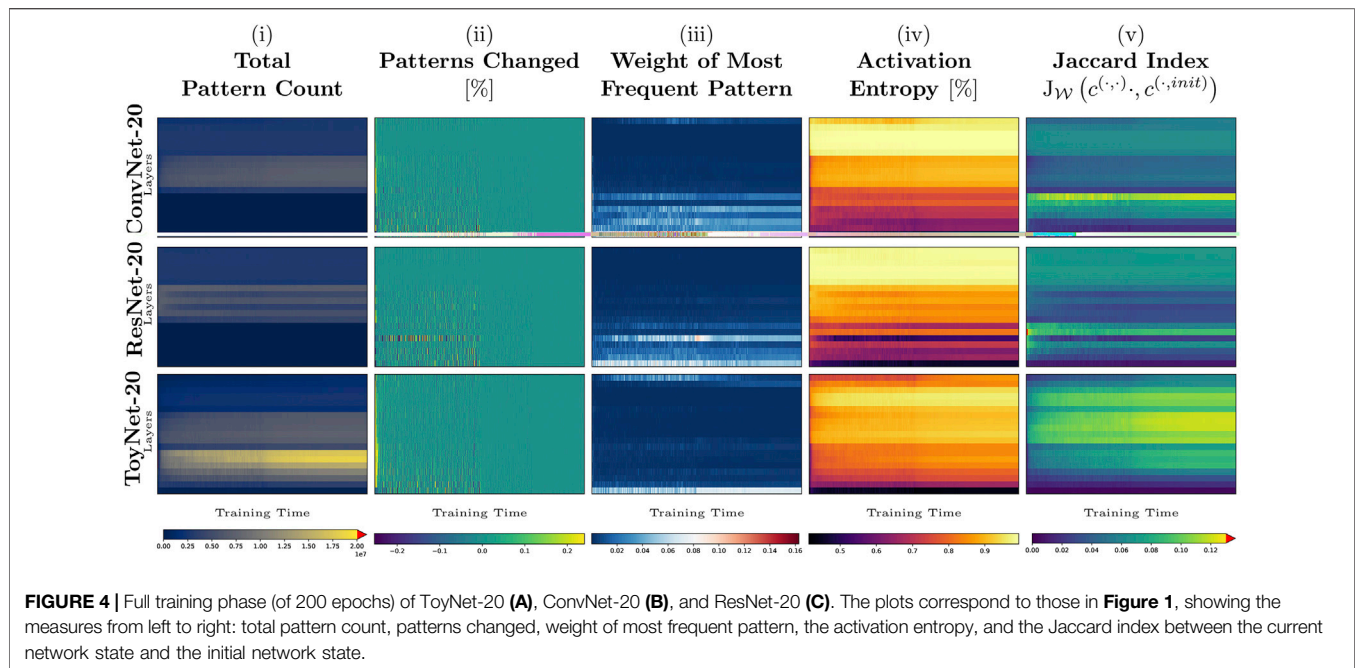 (i)
Total
Pattern Count
(ii)
Patterns Changed
[%]
(iii)
Weight of Most
Frequent Pattern
(iv)
Activation
Entropy [%]
(v)
Jaccard Index
J𝒲 (c^(·,·)·, c^(·,init))
ConvNet-20
Layers
ResNet-20
Layers
ToyNet-20
Layers
Training Time
Training Time
Training Time
Training Time
Training Time
0.00 0.25 0.50 0.75 1.00 1.25 1.50 1.75 2.00
1e7
−0.2 −0.1 0.0 0.1 0.2
0.02 0.04 0.06 0.08 0.10 0.12 0.14 0.16
0.5 0.6 0.7 0.8 0.9
0.00 0.02 0.04 0.06 0.08 0.10 0.12
FIGURE 4 | Full training phase (of 200 epochs) of ToyNet-20 (A), ConvNet-20 (B), and ResNet-20 (C). The plots correspond to those in Figure 1, showing the
measures from left to right: total pattern count, patterns changed, weight of most frequent pattern, the activation entropy, and the Jaccard index between the current
network state and the initial network state.